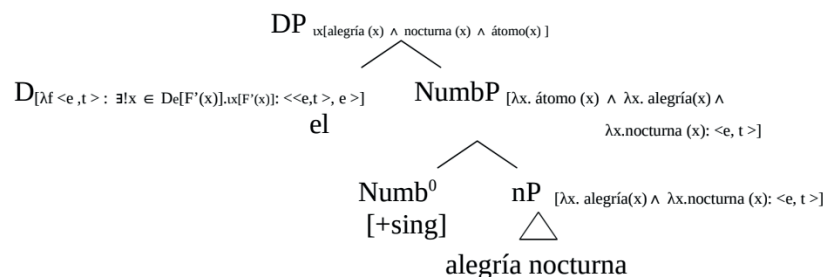 DP ιx[alegría (x) ∧ nocturna (x) ∧ átomo(x) ]
D[λf <e ,t > : ∃!x ∈ De[F’(x)].ιx[F’(x)]: <<e,t >, e >] NumbP [λx. átomo (x) ∧ λx. alegría(x) ∧
el λx.nocturna (x): <e, t >]
Numb⁰ nP [λx. alegría(x) ∧ λx.nocturna (x): <e, t >]
[+sing]
alegría nocturna